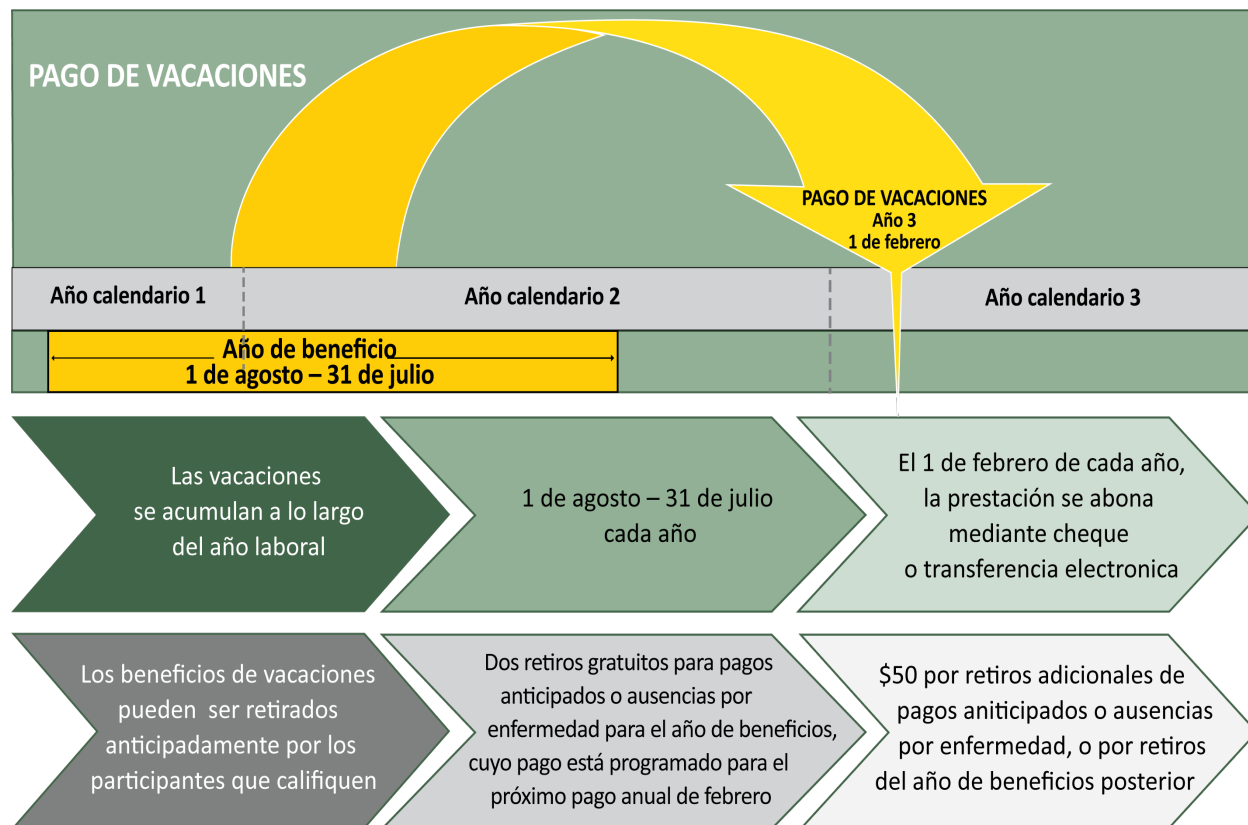 PAGO DE VACACIONES
PAGO DE VACACIONES
Año 3
1 de febrero
Año calendario 1
Año calendario 2
Año calendario 3
Año de beneficio
1 de agosto – 31 de julio
Las vacaciones
se acumulan a lo largo
del año laboral
1 de agosto – 31 de julio
cada año
El 1 de febrero de cada año,
la prestación se abona
mediante cheque
o transferencia electronica
Los beneficios de vacaciones
pueden ser retirados
anticipadamente por los
participantes que califiquen
Dos retiros gratuitos para pagos
anticipados o ausencias por
enfermedad para el año de beneficios,
cuyo pago está programado para el
próximo pago anual de febrero
$50 por retiros adicionales de
pagos aniticipados o ausencias
por enfermedad, o por retiros
del año de beneficios posterior